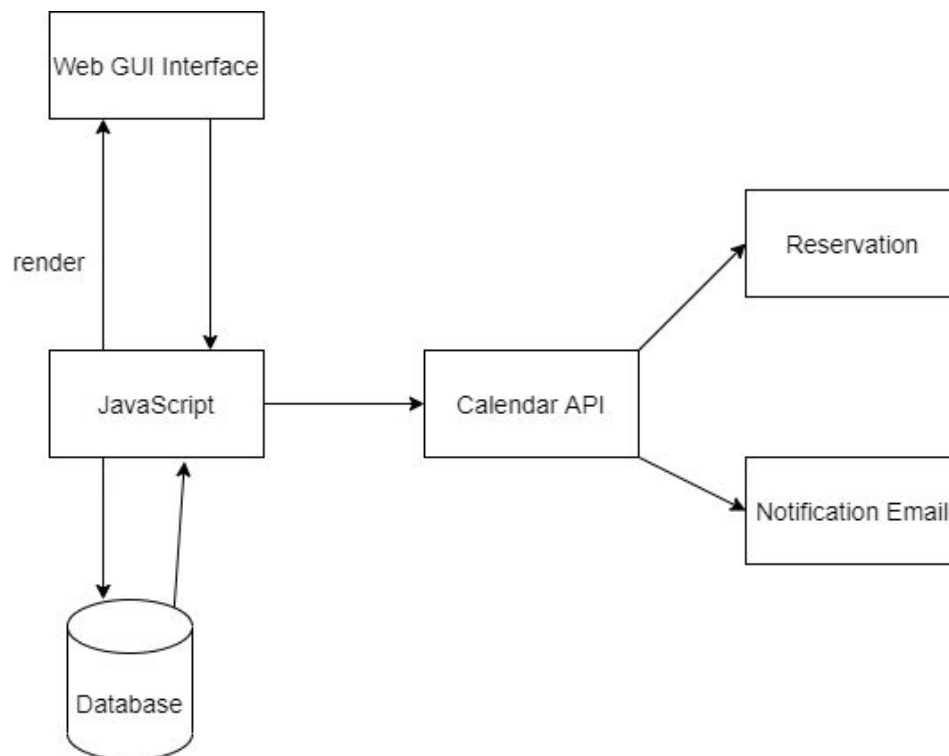 Web GUI Interface
render
Reservation
JavaScript
Calendar API
Notification Email
Database